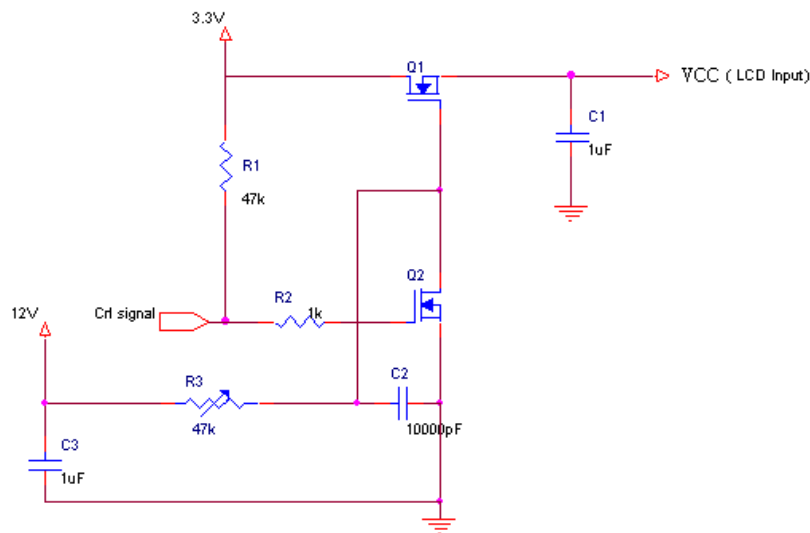 3.3V
Q1
VCC ( LCD Input)
C1
1uF
R1
47k
Q2
12V
Crl signal
R2
1k
R3
47k
C2
10000pF
C3
1uF